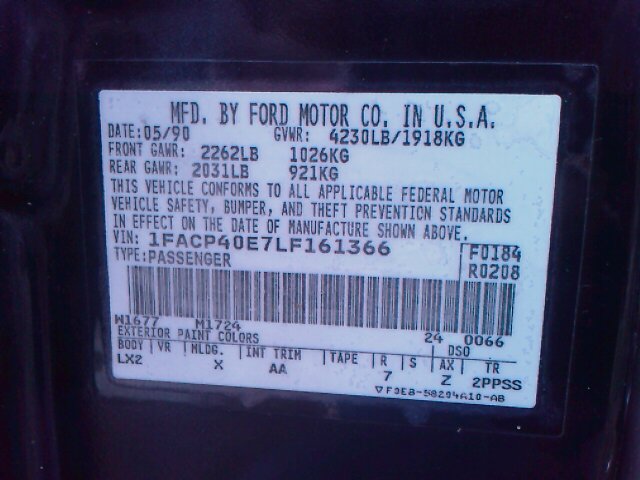 MFD. BY FORD MOTOR CO. IN U.S.A.
DATE: 05/90 GVWR: 4230LB/1918KG
FRONT GAWR: 2262LB 1026KG
REAR GAWR: 2031LB 921KG
THIS VEHICLE CONFORMS TO ALL APPLICABLE FEDERAL MOTOR
VEHICLE SAFETY, BUMPER, AND THEFT PREVENTION STANDARDS
IN EFFECT ON THE DATE OF MANUFACTURE SHOWN ABOVE.
VIN: 1FACP40E7LF161366 F0184
TYPE: PASSENGER R0208
W1677 M1724 24 0066
EXTERIOR PAINT COLORS DSO
BODY VR MLDG. INT TRIM TAPE R S AX TR
LX2 X AA 7 Z 2PPSS
▽F0EB-58204A10-AB